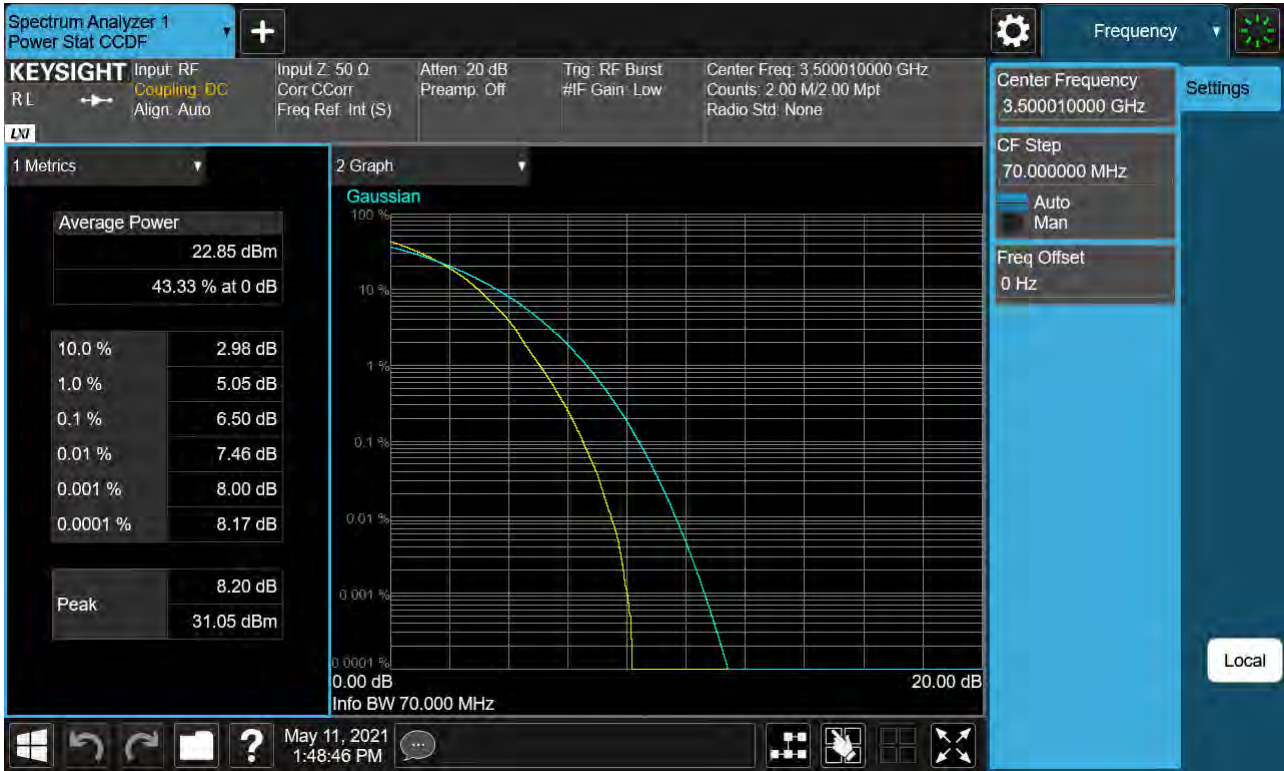 Spectrum Analyzer 1
Power Stat CCDF
Frequency
KEYSIGHT
RL
LXI
Input: RF
Coupling: DC
Align: Auto
Input Z: 50 Ω
Corr CCorr
Freq Ref: Int (S)
Atten: 20 dB
Preamp: Off
Trig: RF Burst
#IF Gain: Low
Center Freq: 3.500010000 GHz
Counts: 2.00 M/2.00 Mpt
Radio Std: None
Center Frequency
3.500010000 GHz
Settings
CF Step
70.000000 MHz
Auto
Man
Freq Offset
0 Hz
1 Metrics
Average Power
22.85 dBm
43.33 % at 0 dB
10.0 % 2.98 dB
1.0 % 5.05 dB
0.1 % 6.50 dB
0.01 % 7.46 dB
0.001 % 8.00 dB
0.0001 % 8.17 dB
Peak
8.20 dB
31.05 dBm
2 Graph
Gaussian
100 %
10 %
1 %
0.1 %
0.01 %
0.001 %
0.0001 %
0.00 dB 20.00 dB
Info BW 70.000 MHz
Local
?
May 11, 2021
1:48:46 PM